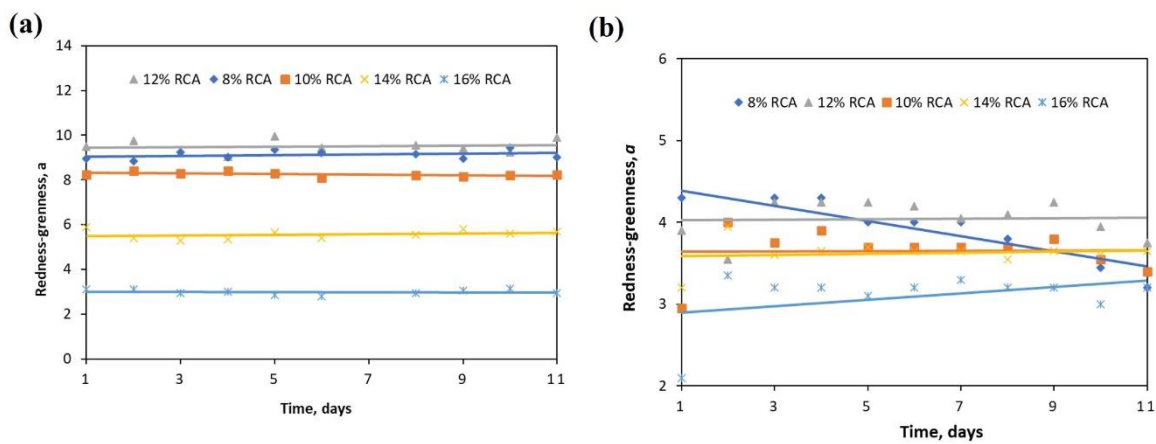 (a)
14
12
10
8
6
4
2
0
Redness-grenness, a
12% RCA 8% RCA 10% RCA 14% RCA 16% RCA
1 3 5 7 9 11
Time, days
(b)
6
5
4
3
2
Redness-greenness, a
8% RCA 12% RCA 10% RCA 14% RCA 16% RCA
1 3 5 7 9 11
Time, days